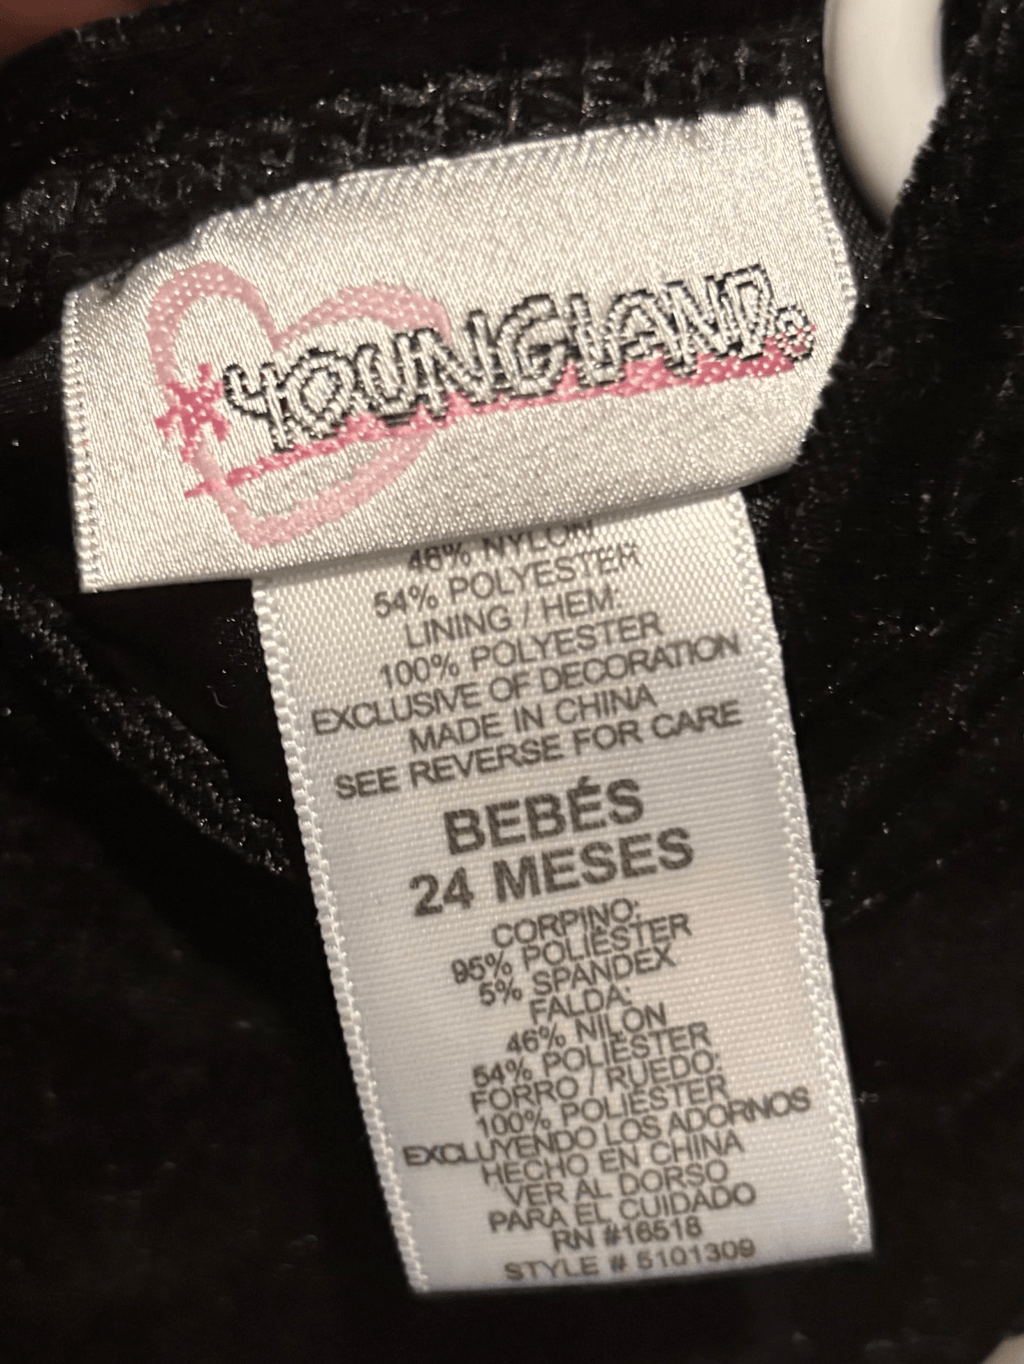 YOUNGLAND
46% NYLON
54% POLYESTER
LINING / HEM:
100% POLYESTER
EXCLUSIVE OF DECORATION
MADE IN CHINA
SEE REVERSE FOR CARE
BEBÉS
24 MESES
CORPINO:
95% POLIÉSTER
5% SPANDEX
FALDA:
46% NILÓN
54% POLIÉSTER
FORRO / RUEDO:
100% POLIÉSTER
EXCLUYENDO LOS ADORNOS
HECHO EN CHINA
VER AL DORSO
PARA EL CUIDADO
RN #16518
STYLE # 5101309